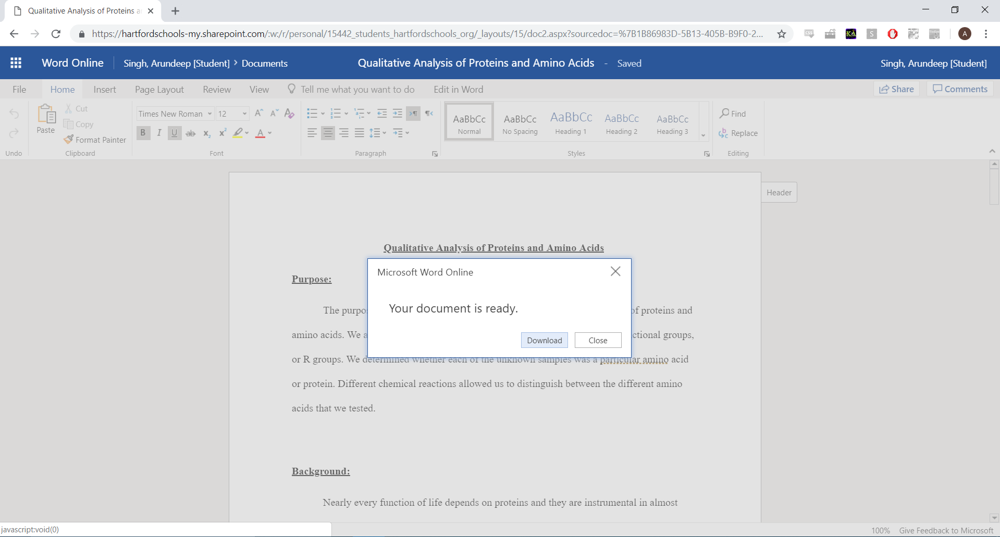 Qualitative Analysis of Proteins a
https://hartfordschools-my.sharepoint.com/:w:/r/personal/15442_students_hartfordschools_org/_layouts/15/doc2.aspx?sourcedoc=%7B1B86983D-5B13-405B-B9F0-2...
CSS KA S A
Word Online Singh, Arundeep [Student] > Documents Qualitative Analysis of Proteins and Amino Acids - Saved Singh, Arundeep [Student]
File Home Insert Page Layout Review View Tell me what you want to do Edit in Word Share Comments
Paste
Cut
Copy
Format Painter
Times New Roman 12
B I U ab x₂ x² A
AaBbCc AaBbCc AaBbCc AaBbCc AaBbCc
Normal No Spacing Heading 1 Heading 2 Heading 3
Find
Replace
Undo Clipboard Font Paragraph Styles Editing
Header
Qualitative Analysis of Proteins and Amino Acids
Purpose:
The purpo of proteins and
amino acids. We a ctional groups,
or R groups. We determined whether each of the unknown samples was a particular amino acid
or protein. Different chemical reactions allowed us to distinguish between the different amino
acids that we tested.
Microsoft Word Online
Your document is ready.
Download Close
Background:
Nearly every function of life depends on proteins and they are instrumental in almost
javascript:void(0)
100% Give Feedback to Microsoft